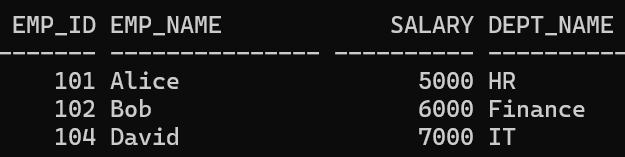 EMP_ID EMP_NAME            SALARY DEPT_NAME
------- --------------- ---------- ----------
101 Alice                 5000 HR
102 Bob                   6000 Finance
104 David                 7000 IT